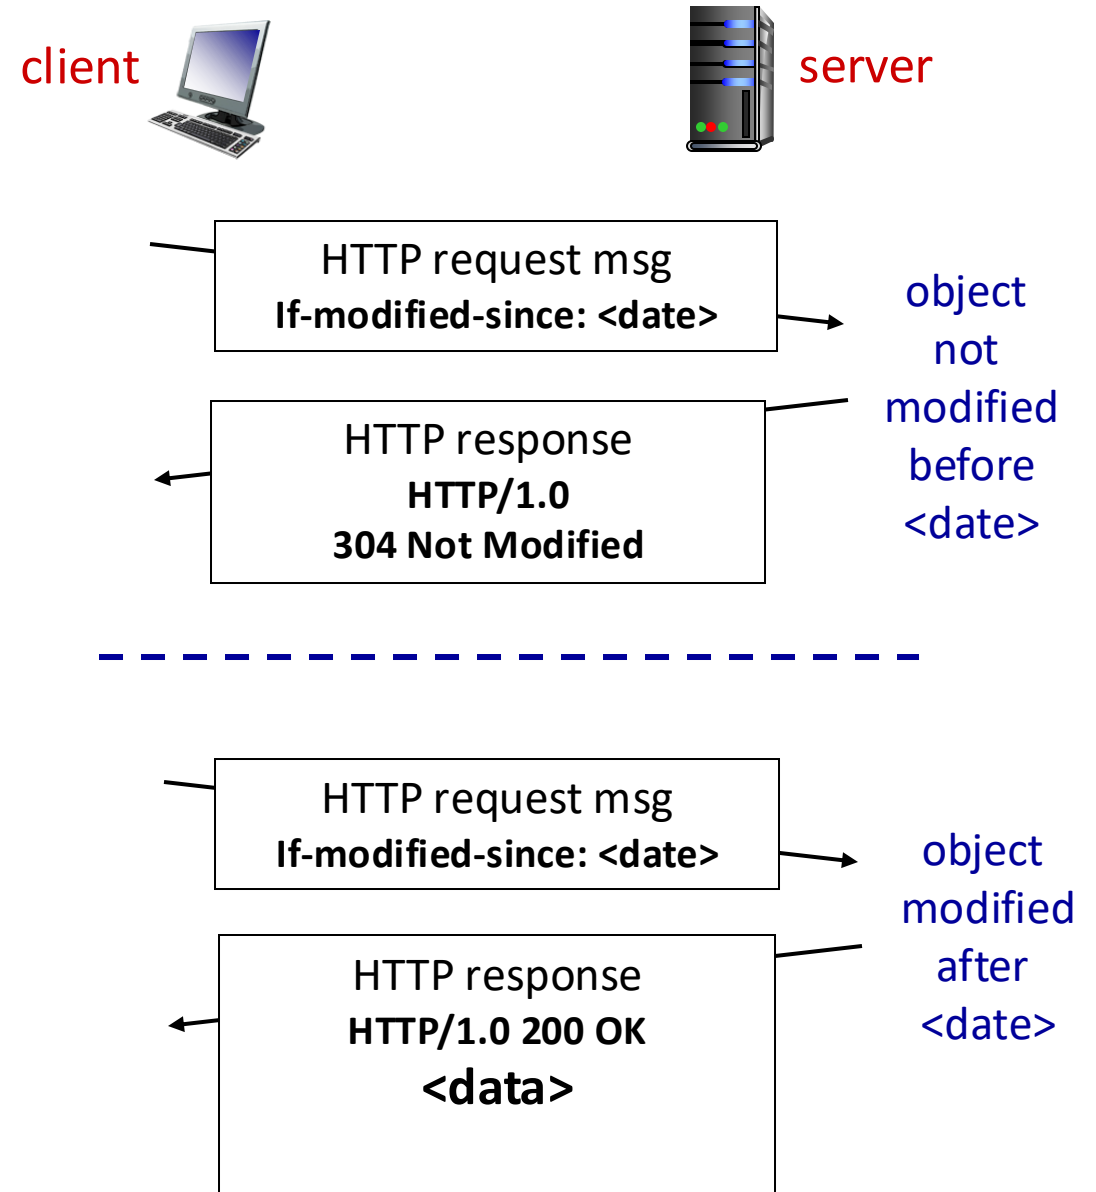 client
server
HTTP request msg
If-modified-since: <date>
object
not
modified
before
<date>
HTTP response
HTTP/1.0
304 Not Modified
HTTP request msg
If-modified-since: <date>
object
modified
after
<date>
HTTP response
HTTP/1.0 200 OK
<data>